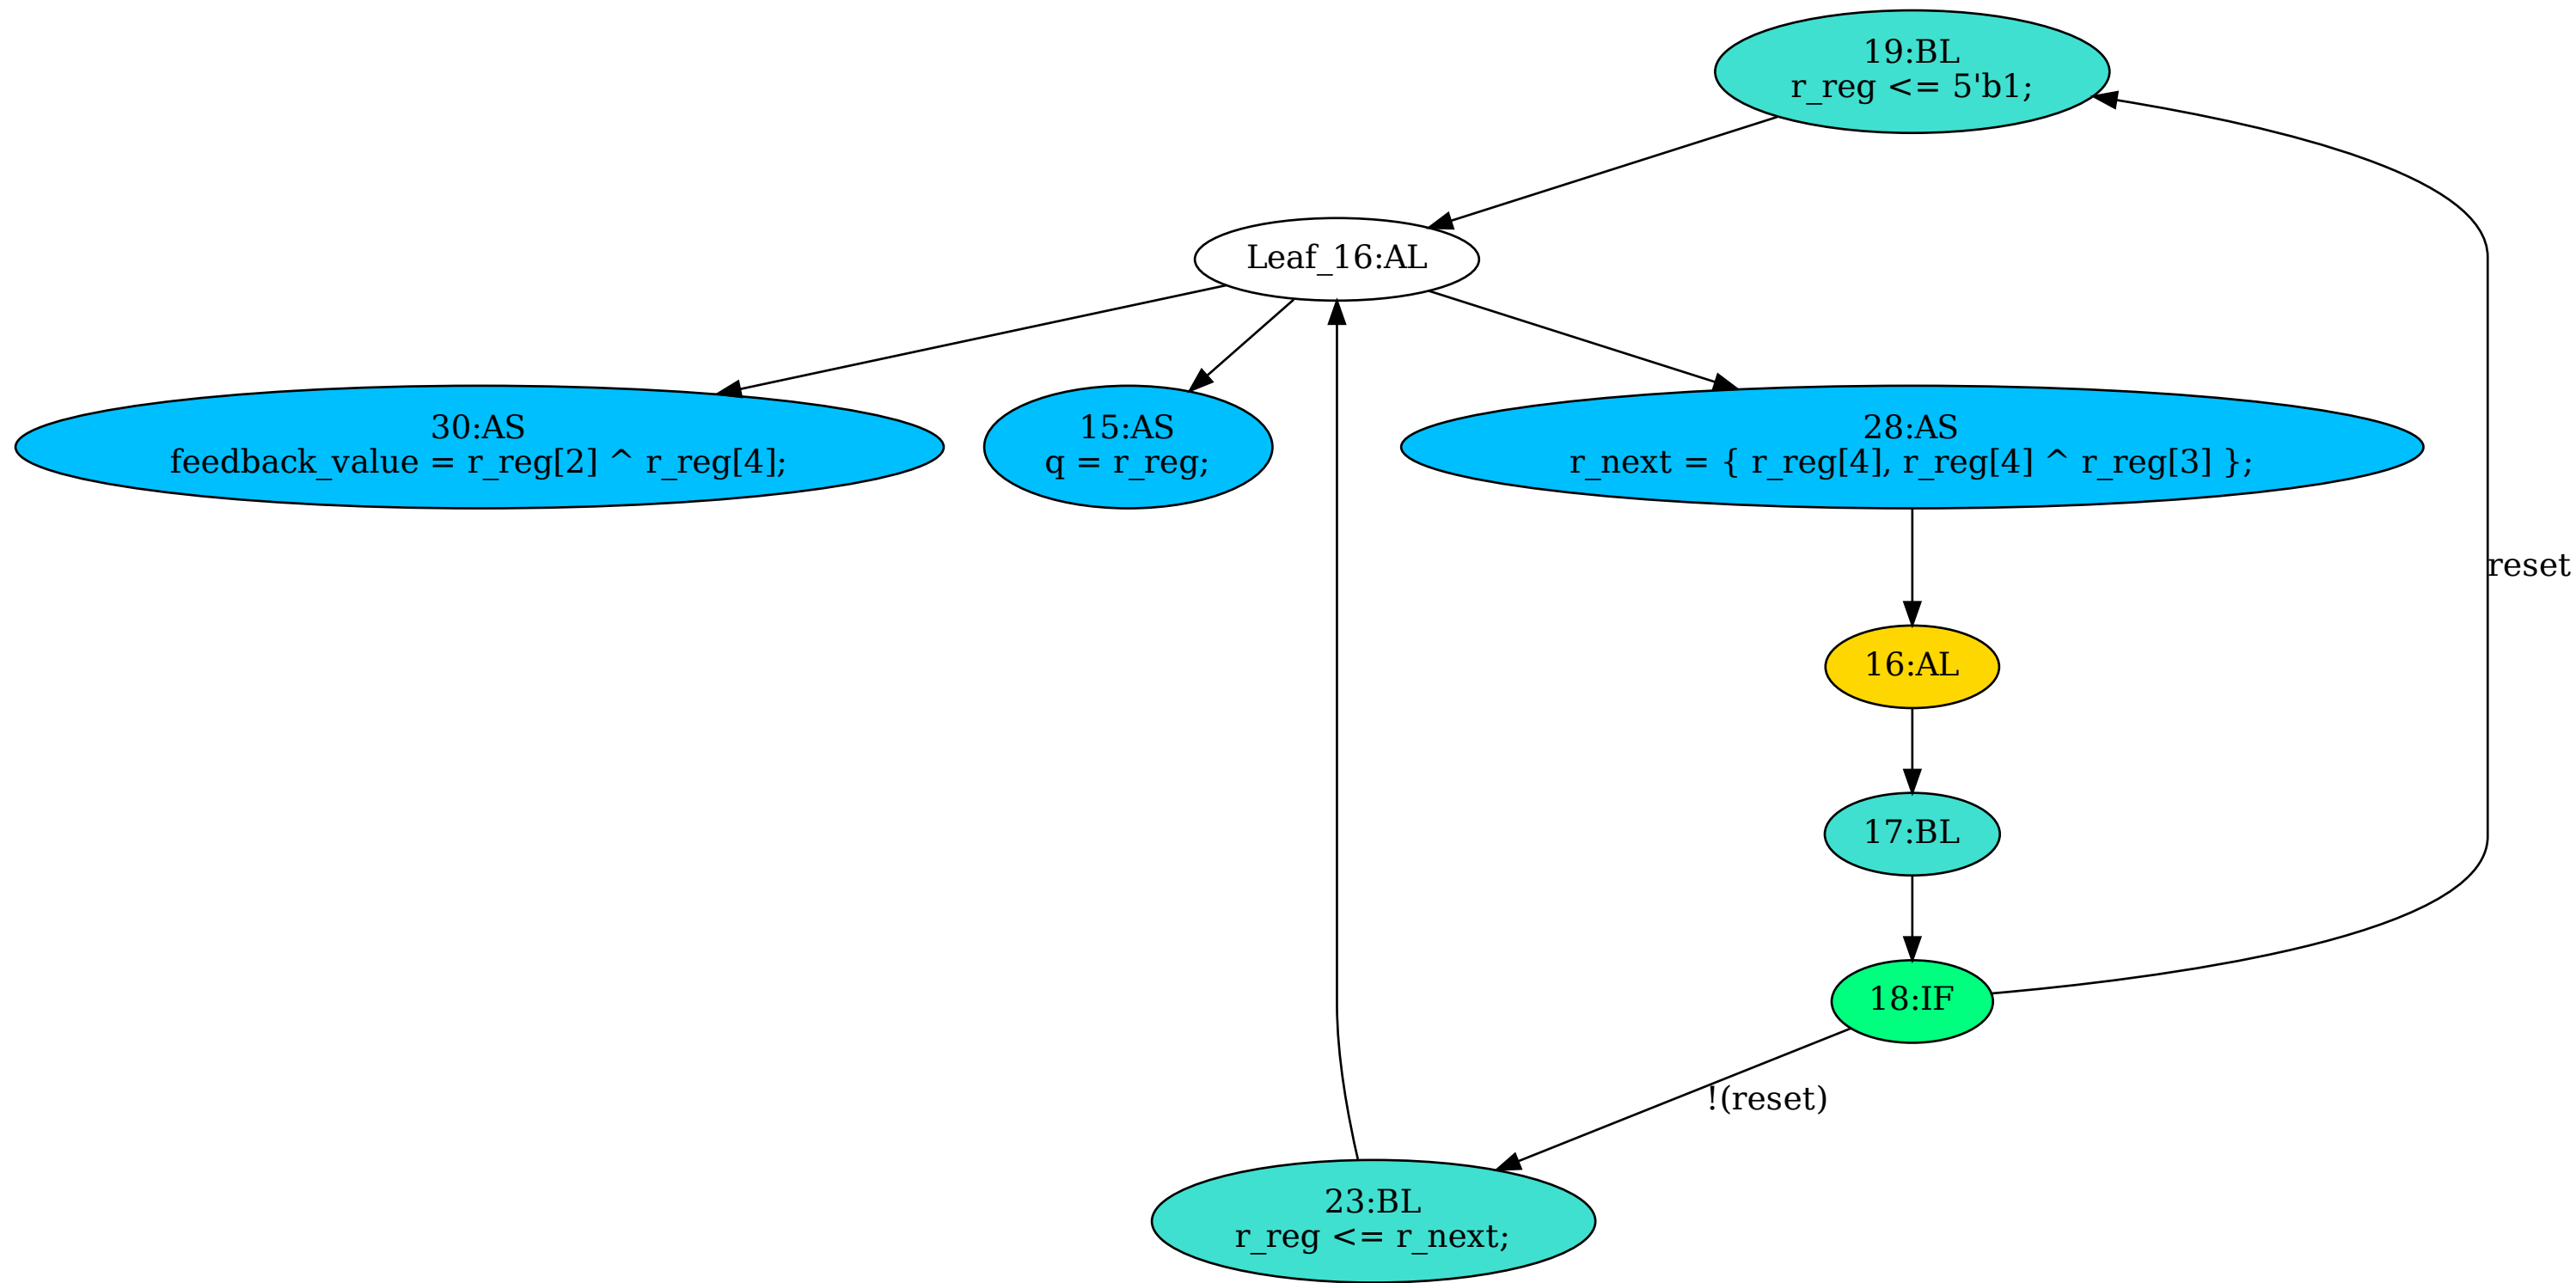 19:BL
r_reg <= 5'b1;
Leaf_16:AL
30:AS
feedback_value = r_reg[2] ^ r_reg[4];
15:AS
q = r_reg;
28:AS
r_next = { r_reg[4], r_reg[4] ^ r_reg[3] };
reset
16:AL
17:BL
18:IF
!(reset)
23:BL
r_reg <= r_next;